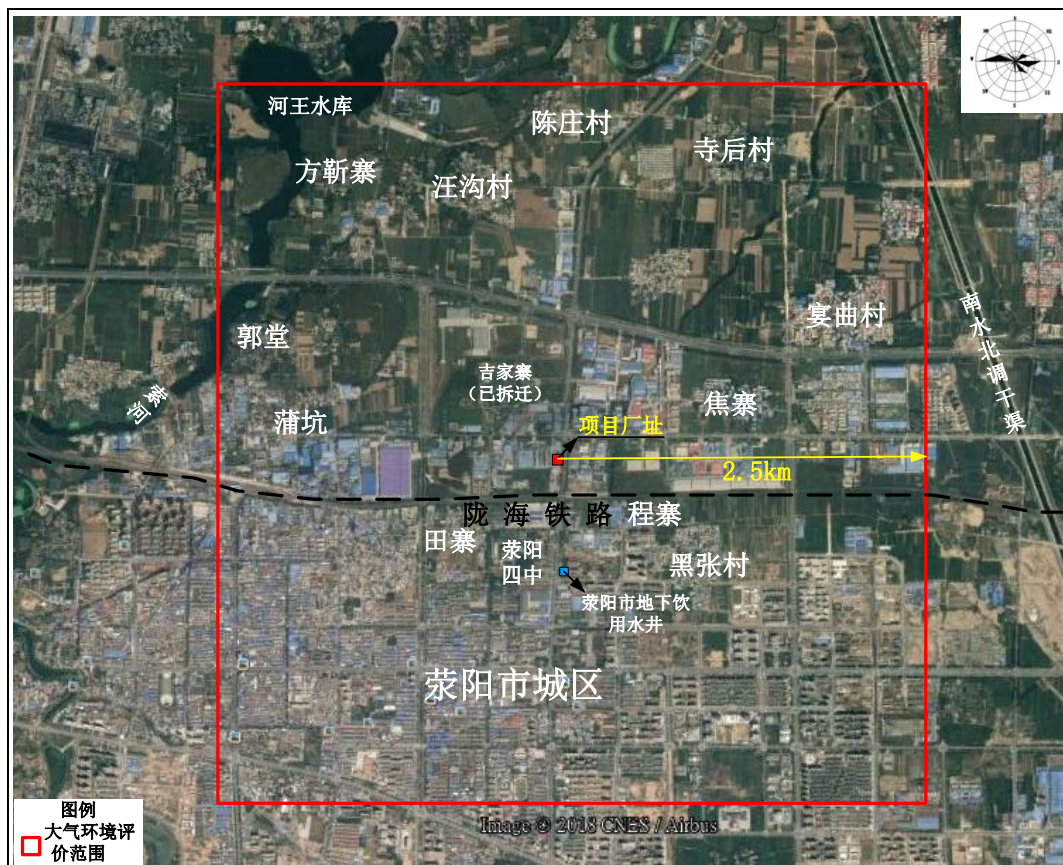 河王水库
陈庄村
寺后村
方靳寨
汪沟村
宴曲村
南水北调干渠
郭堂
吉家寨
(已拆迁)
焦寨
索河
蒲坑
项目厂址
2.5km
陇海铁路
程寨
田寨
荥阳
四中
黑张村
荥阳市地下饮
用水井
荥阳市城区
图例
大气环境评
价范围
Image © 2018 CNES / Airbus